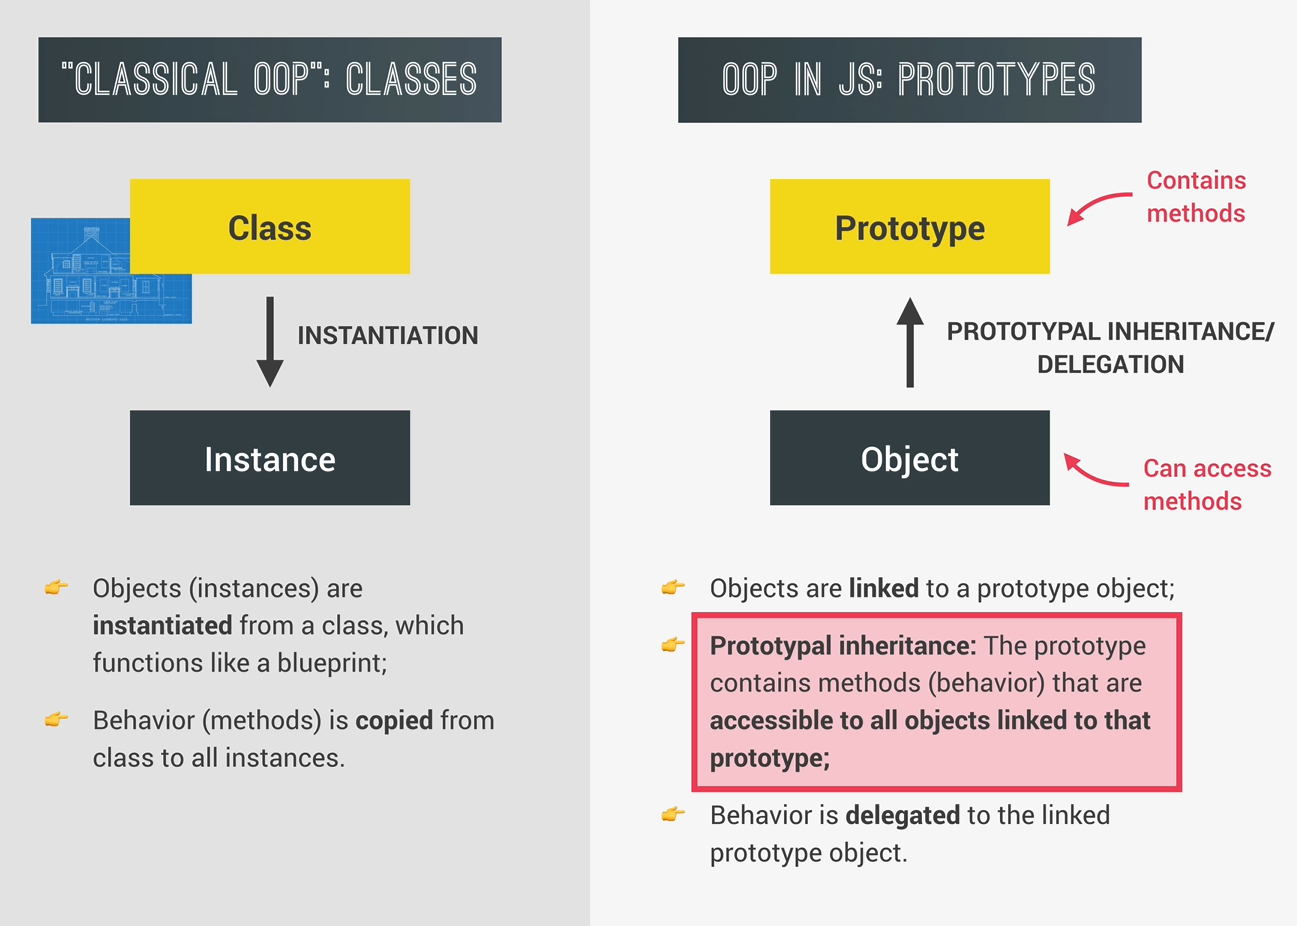 "CLASSICAL OOP": CLASSES
Class
INSTANTIATION
Instance
👉 Objects (instances) are
instantiated from a class, which
functions like a blueprint;
👉 Behavior (methods) is copied from
class to all instances.
OOP IN JS: PROTOTYPES
Prototype
Contains
methods
PROTOTYPAL INHERITANCE/
DELEGATION
Object
Can access
methods
👉 Objects are linked to a prototype object;
👉 Prototypal inheritance: The prototype
contains methods (behavior) that are
accessible to all objects linked to that
prototype;
👉 Behavior is delegated to the linked
prototype object.